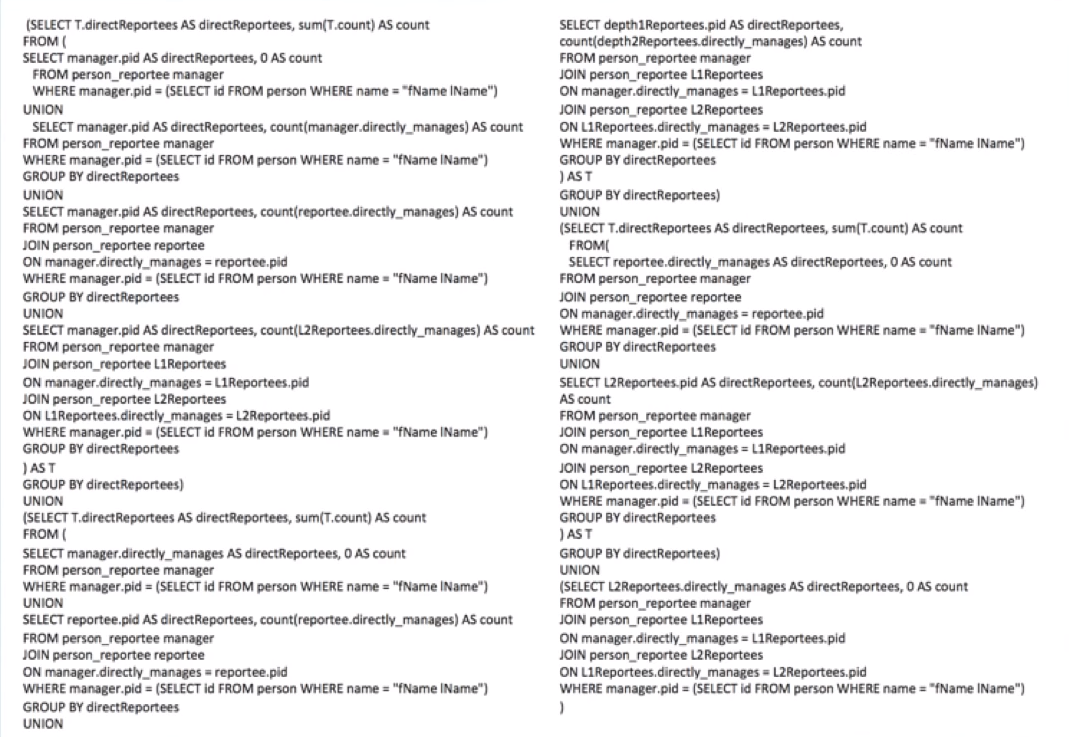 (SELECT T.directReportees AS directReportees, sum(T.count) AS count
FROM (
SELECT manager.pid AS directReportees, 0 AS count
FROM person_reportee manager
WHERE manager.pid = (SELECT id FROM person WHERE name = "fName lName")
UNION
SELECT manager.pid AS directReportees, count(manager.directly_manages) AS count
FROM person_reportee manager
WHERE manager.pid = (SELECT id FROM person WHERE name = "fName lName")
GROUP BY directReportees
UNION
SELECT manager.pid AS directReportees, count(reportee.directly_manages) AS count
FROM person_reportee manager
JOIN person_reportee reportee
ON manager.directly_manages = reportee.pid
WHERE manager.pid = (SELECT id FROM person WHERE name = "fName lName")
GROUP BY directReportees
UNION
SELECT manager.pid AS directReportees, count(L2Reportees.directly_manages) AS count
FROM person_reportee manager
JOIN person_reportee L1Reportees
ON manager.directly_manages = L1Reportees.pid
JOIN person_reportee L2Reportees
ON L1Reportees.directly_manages = L2Reportees.pid
WHERE manager.pid = (SELECT id FROM person WHERE name = "fName lName")
GROUP BY directReportees
) AS T
GROUP BY directReportees)
UNION
(SELECT T.directReportees AS directReportees, sum(T.count) AS count
FROM (
SELECT manager.directly_manages AS directReportees, 0 AS count
FROM person_reportee manager
WHERE manager.pid = (SELECT id FROM person WHERE name = "fName lName")
UNION
SELECT reportee.pid AS directReportees, count(reportee.directly_manages) AS count
FROM person_reportee manager
JOIN person_reportee reportee
ON manager.directly_manages = reportee.pid
WHERE manager.pid = (SELECT id FROM person WHERE name = "fName lName")
GROUP BY directReportees
UNION
SELECT depth1Reportees.pid AS directReportees,
count(depth2Reportees.directly_manages) AS count
FROM person_reportee manager
JOIN person_reportee L1Reportees
ON manager.directly_manages = L1Reportees.pid
JOIN person_reportee L2Reportees
ON L1Reportees.directly_manages = L2Reportees.pid
WHERE manager.pid = (SELECT id FROM person WHERE name = "fName lName")
GROUP BY directReportees
) AS T
GROUP BY directReportees)
UNION
(SELECT T.directReportees AS directReportees, sum(T.count) AS count
FROM(
SELECT reportee.directly_manages AS directReportees, 0 AS count
FROM person_reportee manager
JOIN person_reportee reportee
ON manager.directly_manages = reportee.pid
WHERE manager.pid = (SELECT id FROM person WHERE name = "fName lName")
GROUP BY directReportees
UNION
SELECT L2Reportees.pid AS directReportees, count(L2Reportees.directly_manages)
AS count
FROM person_reportee manager
JOIN person_reportee L1Reportees
ON manager.directly_manages = L1Reportees.pid
JOIN person_reportee L2Reportees
ON L1Reportees.directly_manages = L2Reportees.pid
WHERE manager.pid = (SELECT id FROM person WHERE name = "fName lName")
GROUP BY directReportees
) AS T
GROUP BY directReportees)
UNION
(SELECT L2Reportees.directly_manages AS directReportees, 0 AS count
FROM person_reportee manager
JOIN person_reportee L1Reportees
ON manager.directly_manages = L1Reportees.pid
JOIN person_reportee L2Reportees
ON L1Reportees.directly_manages = L2Reportees.pid
WHERE manager.pid = (SELECT id FROM person WHERE name = "fName lName")
)